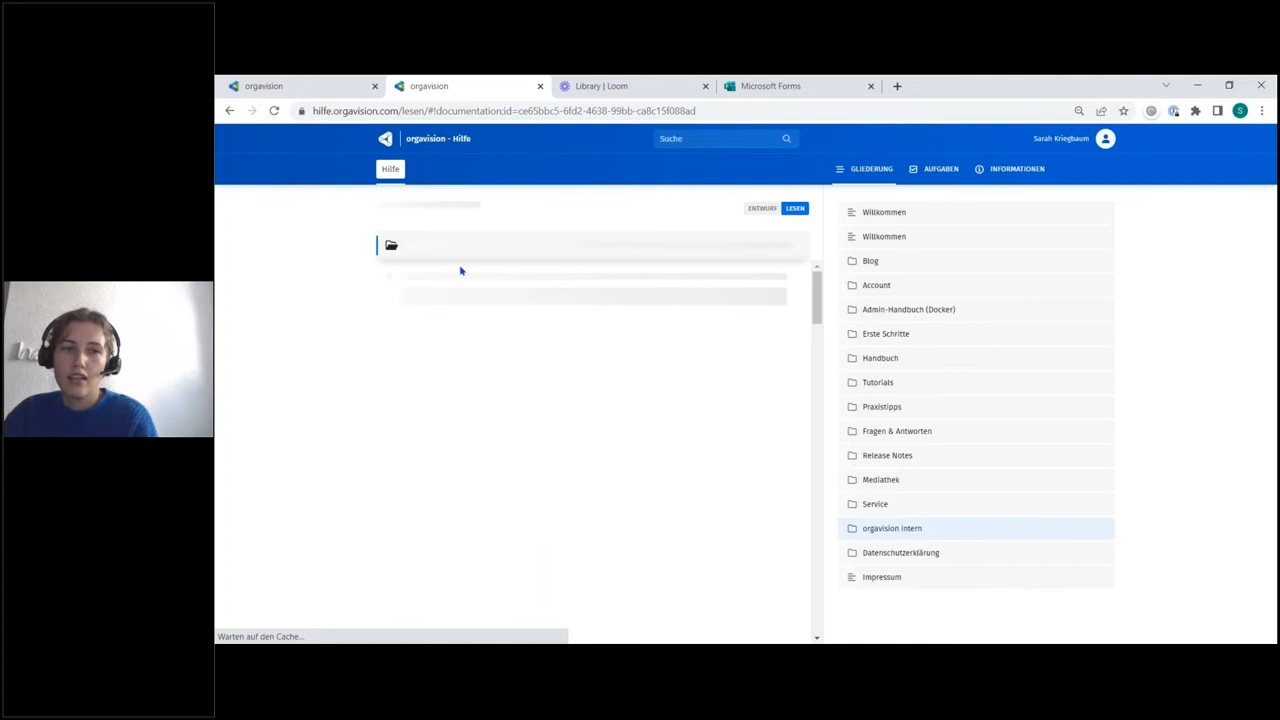 orgavision
orgavision
Library | Loom
Microsoft Forms
hilfe.orgavision.com/lesen/#!documentation;id=ce65bbc5-6fd2-4638-99bb-ca8c15f088ad
S
orgavision - Hilfe
Suche
Sarah Kriegbaum
Hilfe
GLIEDERUNG
AUFGABEN
INFORMATIONEN
ENTWURF LESEN
Willkommen
Willkommen
Blog
Account
Admin-Handbuch (Docker)
Erste Schritte
Handbuch
Tutorials
Praxistipps
Fragen & Antworten
Release Notes
Mediathek
Service
orgavision intern
Datenschutzerklärung
Impressum
Warten auf den Cache...